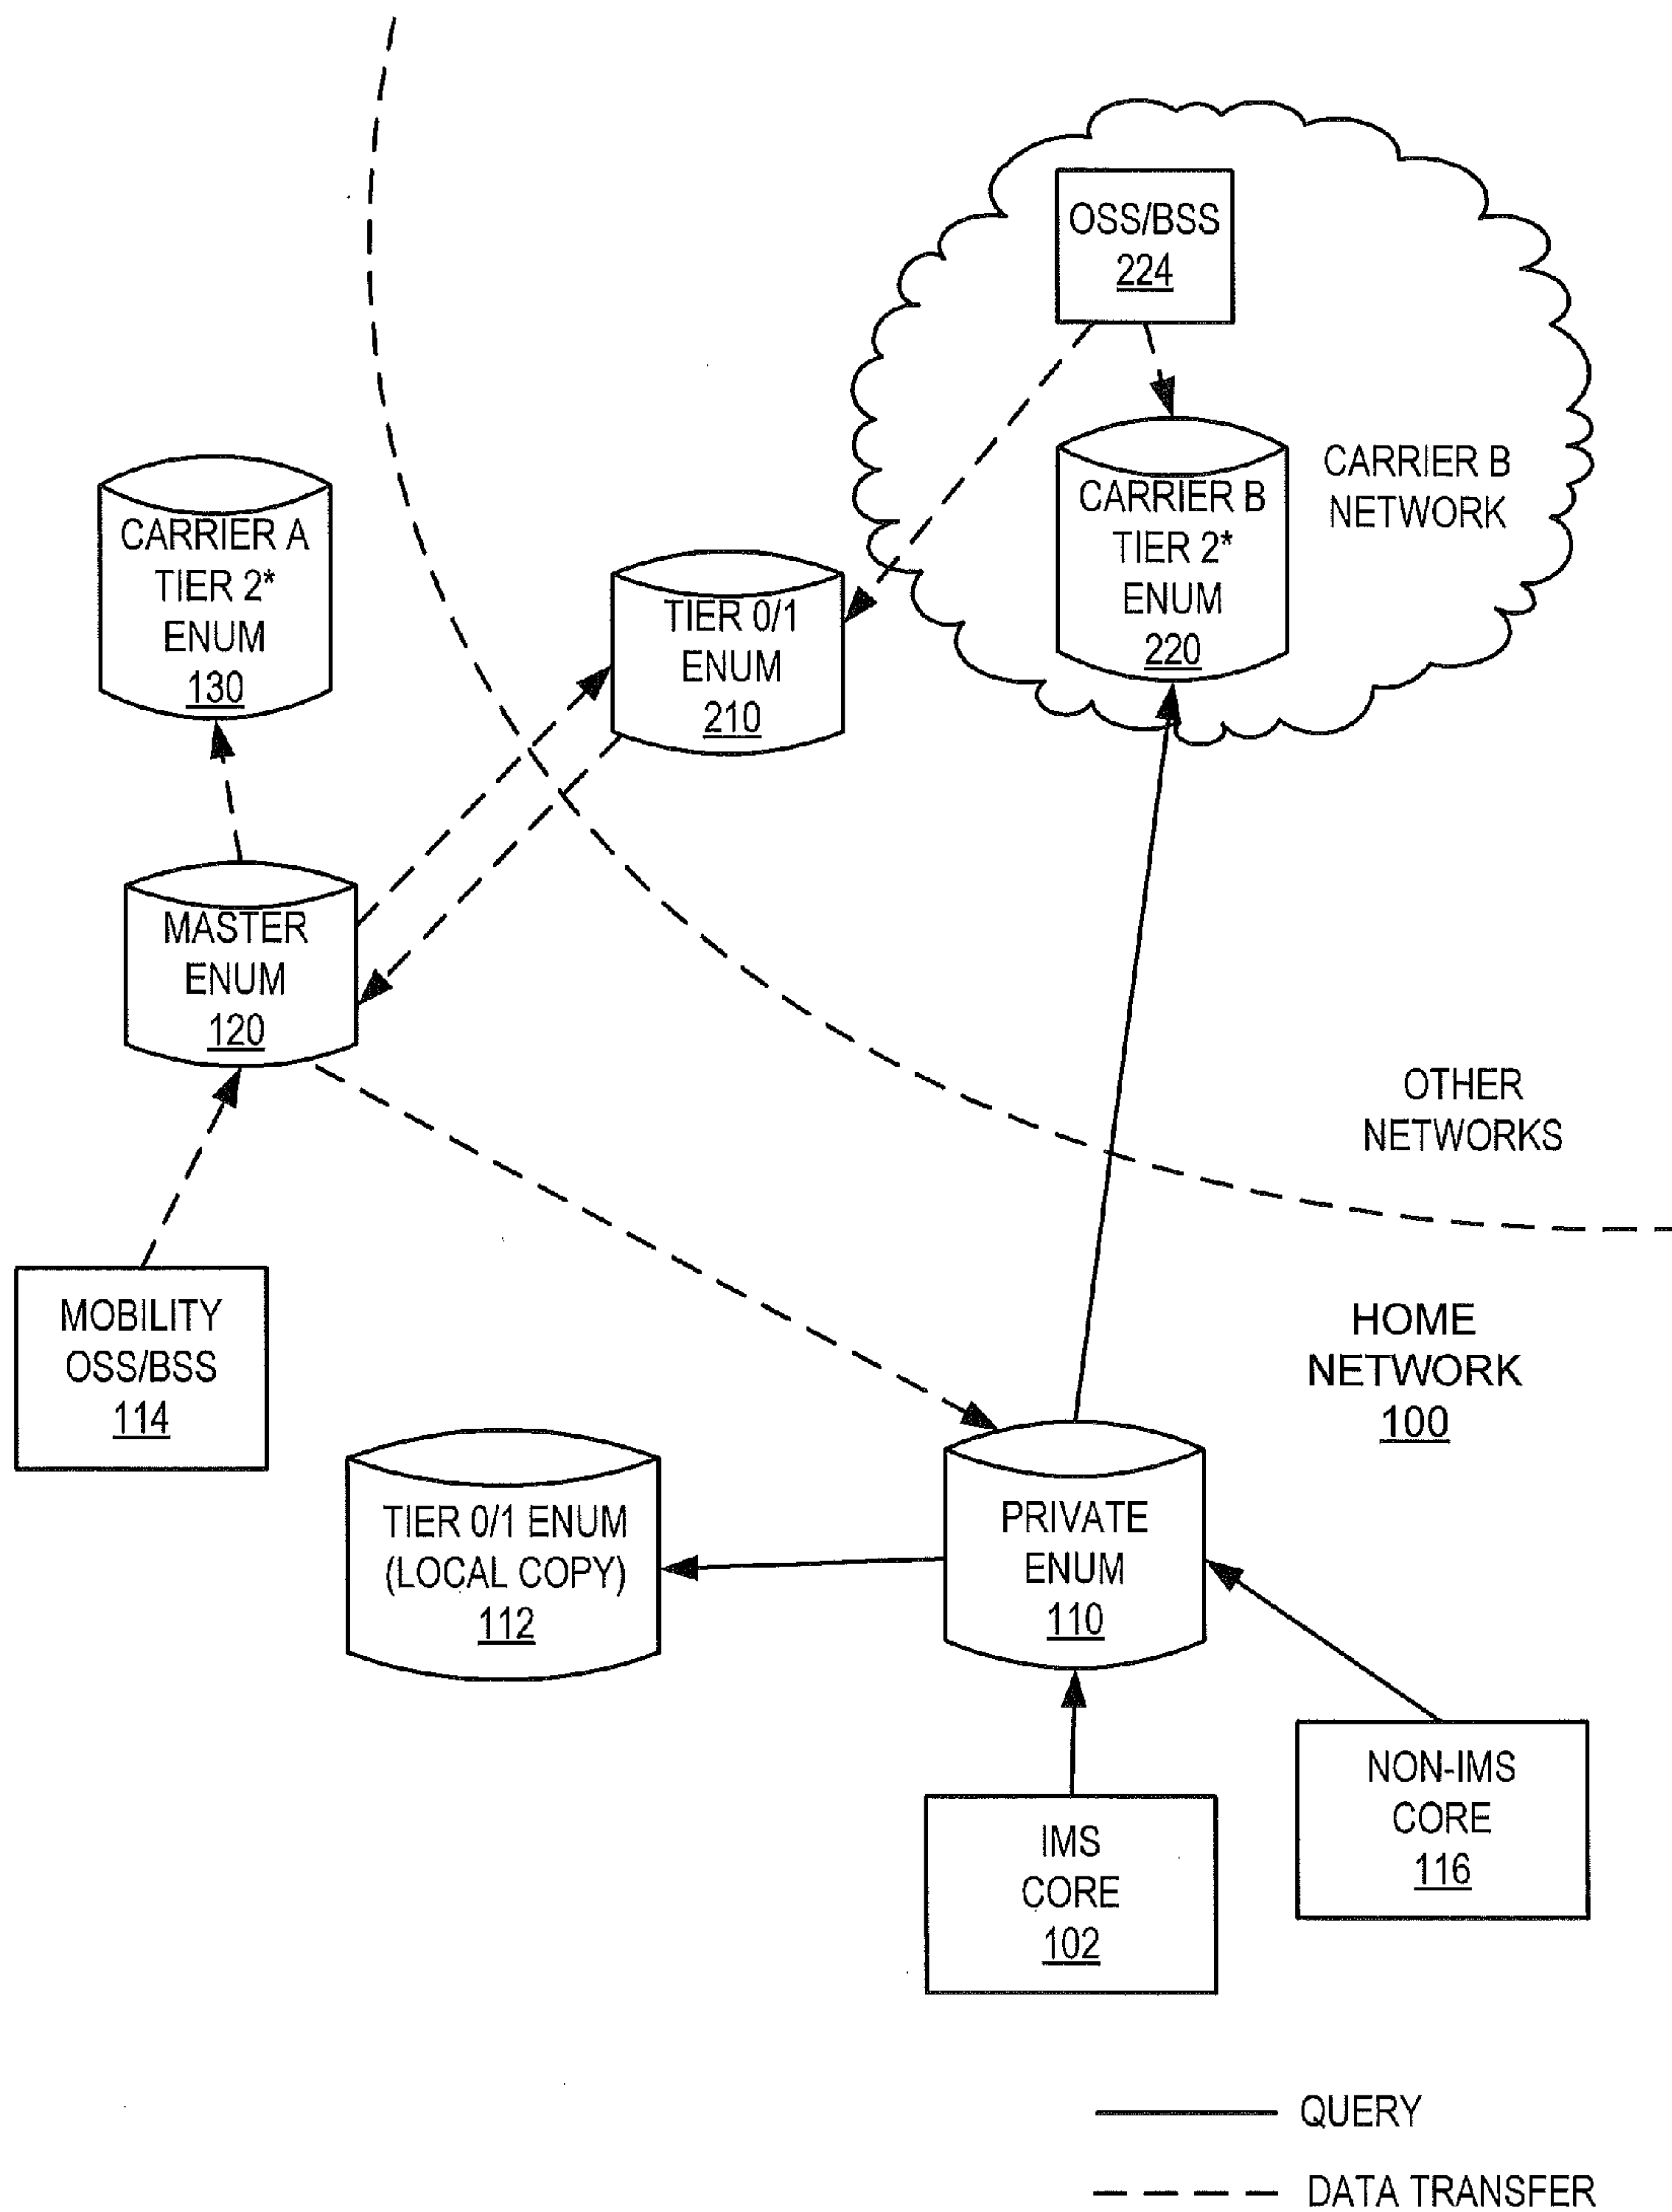 OSS/BSS
224
CARRIER B
NETWORK
CARRIER B
TIER 2*
ENUM
220
CARRIER A
TIER 2*
ENUM
130
TIER 0/1
ENUM
210
MASTER
ENUM
120
OTHER
NETWORKS
MOBILITY
OSS/BSS
114
HOME
NETWORK
100
TIER 0/1 ENUM
(LOCAL COPY)
112
PRIVATE
ENUM
110
NON-IMS
CORE
116
IMS
CORE
102
QUERY
DATA TRANSFER